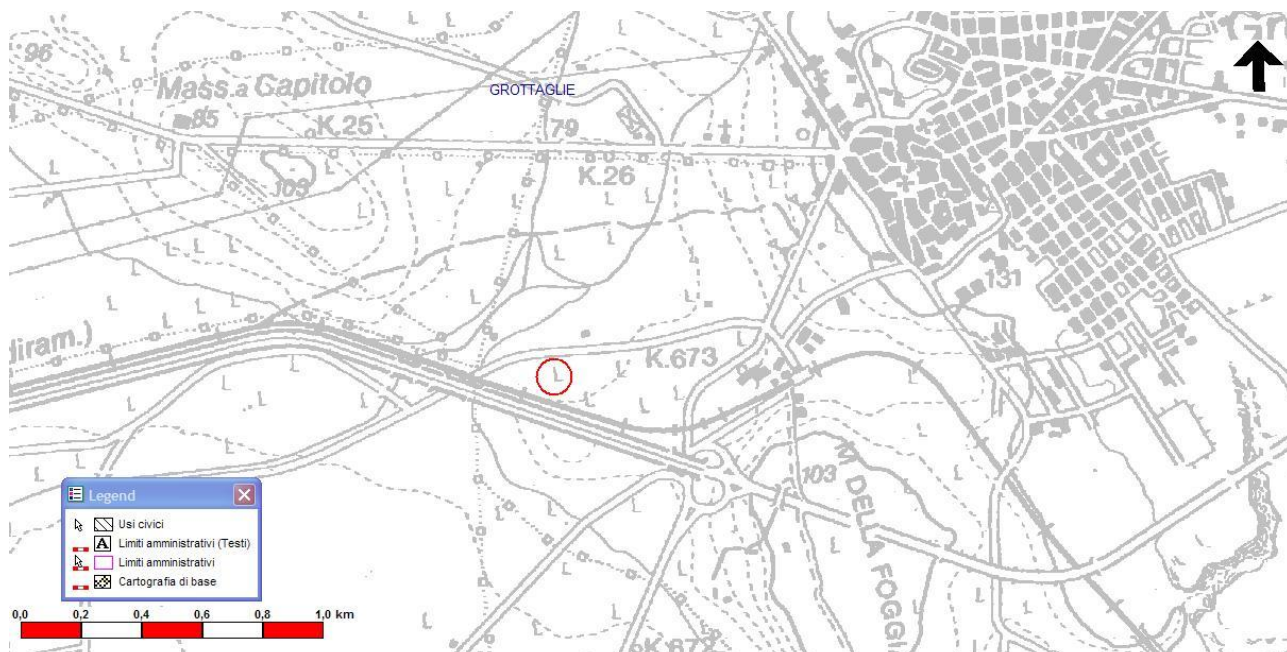 96
Mass.a Capitolo
GROTTAGLIE
85
K.25
79
103
K.26
131
diram.)
K.673
103
M. DELLA FOGGI
Legend
Usi civici
A Limiti amministrativi (Testi)
Limiti amministrativi
Cartografia di base
0,0 0,2 0,4 0,6 0,8 1,0 km
K.672